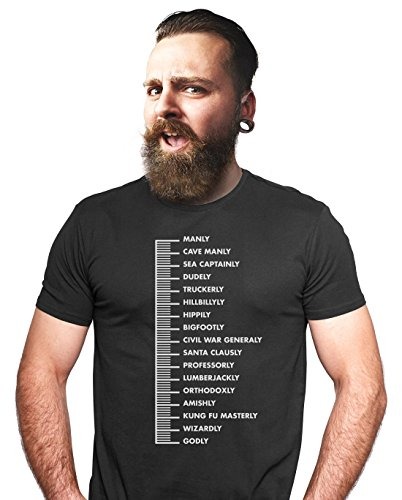 MANLY
CAVE MANLY
SEA CAPTAINLY
DUDELY
TRUCKERLY
HILLBILLYLY
HIPPILY
BIGFOOTLY
CIVIL WAR GENERALY
SANTA CLAUSLY
PROFESSORLY
LUMBERJACKLY
ORTHODOXLY
AMISHLY
KUNG FU MASTERLY
WIZARDLY
GODLY